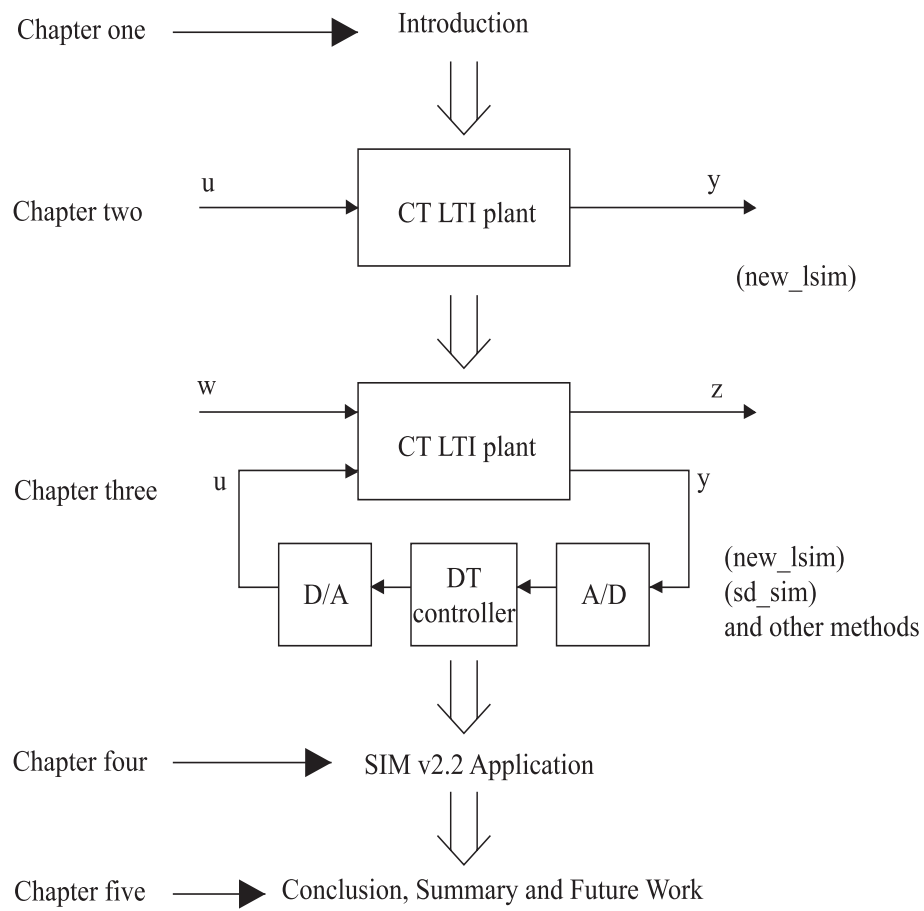 Chapter one
Introduction
u
y
Chapter two
CT LTI plant
(new_lsim)
w
z
CT LTI plant
u
y
Chapter three
D/A
DT
controller
A/D
(new_lsim)
(sd_sim)
and other methods
Chapter four
SIM v2.2 Application
Chapter five
Conclusion, Summary and Future Work